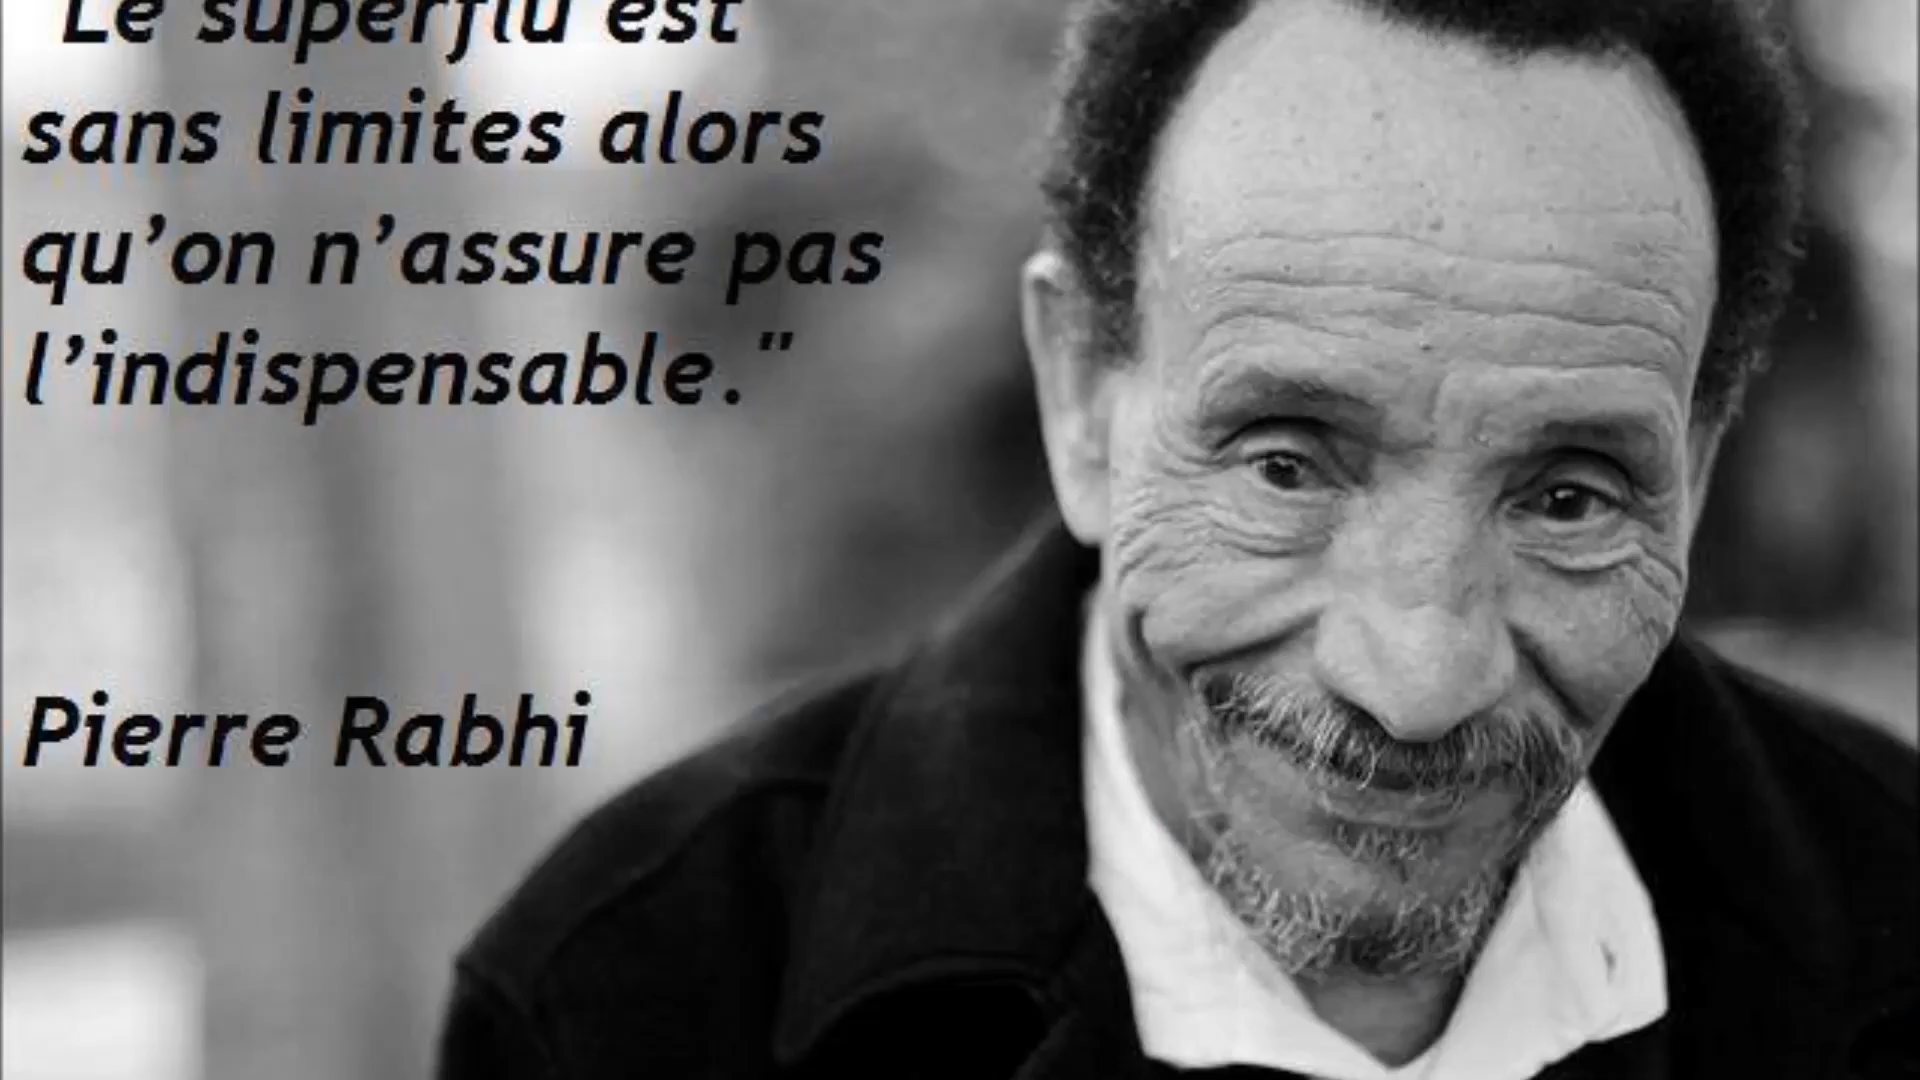 Le superflu est
sans limites alors
qu’on n’assure pas
l’indispensable."
Pierre Rabhi